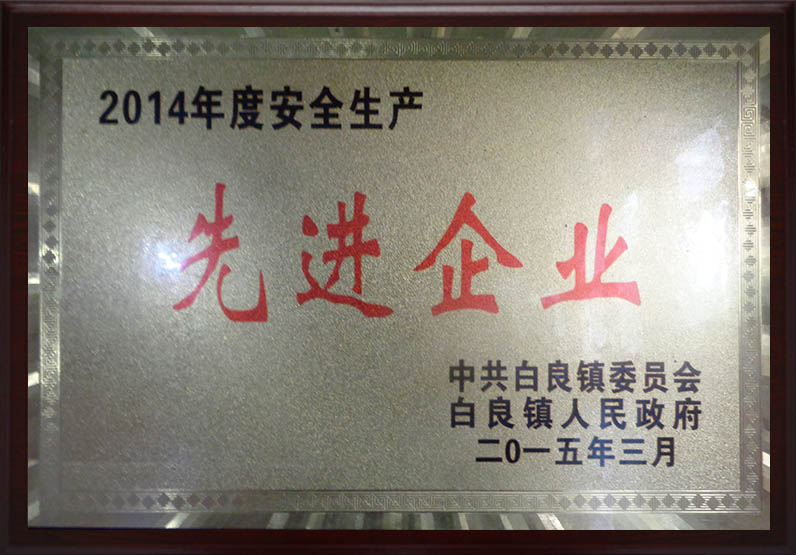 2014年度安全生产
先进企业
中共白良镇委员会
白良镇人民政府
二0一五年三月